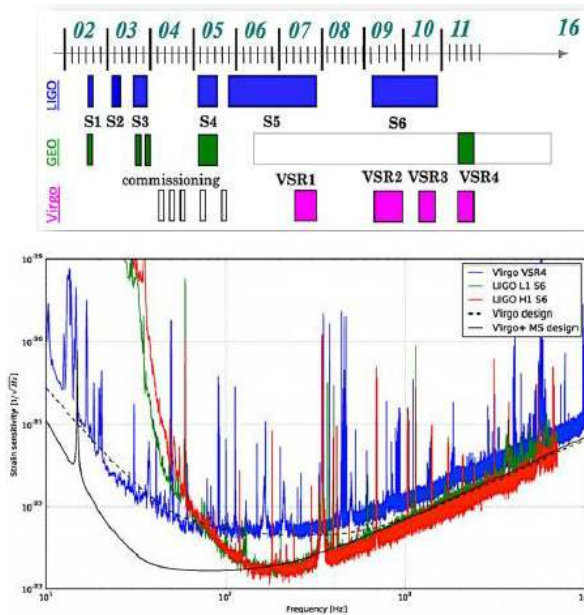 02 03 04 05 06 07 08 09 10 11 16
LIGO
S1 S2 S3 S4 S5 S6
GEO
commissioning VSR1 VSR2 VSR3 VSR4
Virgo
Virgo VSR4
LIGO L1 S6
LIGO H1 S6
Virgo design
Virgo+ MS design
Strain sensitivity [1/√Hz]
10² 10³
Frequency [Hz]